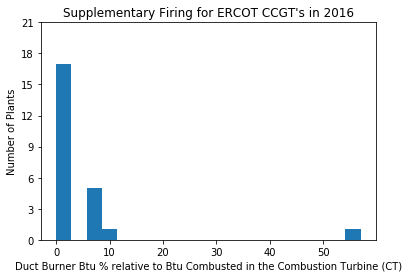 Supplementary Firing for ERCOT CCGT's in 2016
21
18
15
12
9
6
3
0
Number of Plants
0 10 20 30 40 50
Duct Burner Btu % relative to Btu Combusted in the Combustion Turbine (CT)